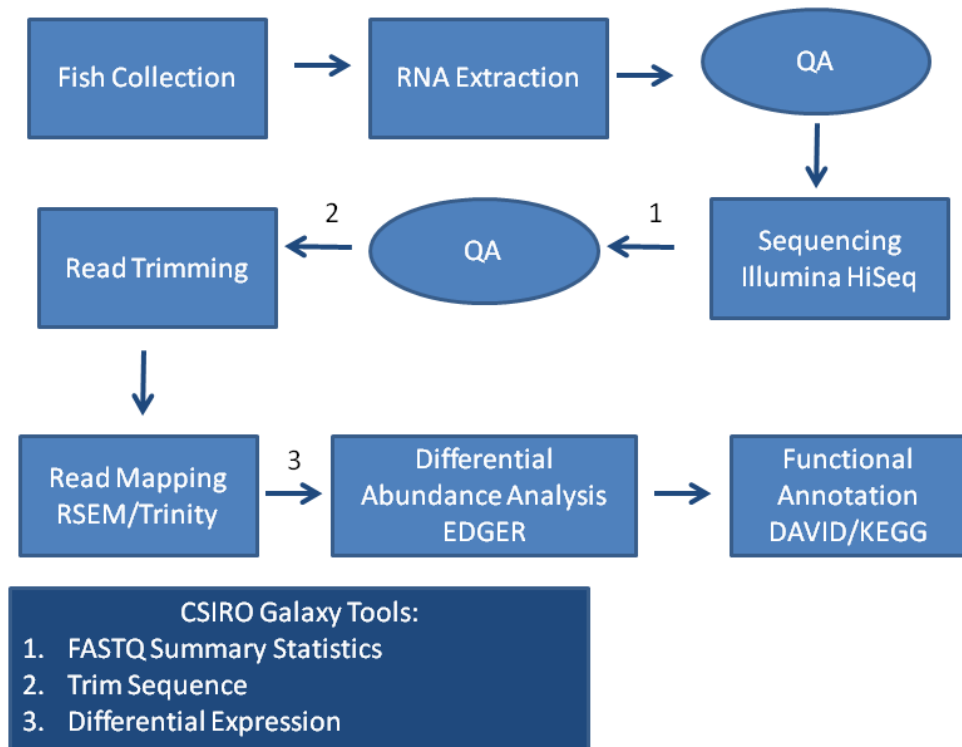 Fish Collection
RNA Extraction
QA
Sequencing
Illumina HiSeq
1
QA
2
Read Trimming
Read Mapping
RSEM/Trinity
3
Differential
Abundance Analysis
EDGER
Functional
Annotation
DAVID/KEGG
CSIRO Galaxy Tools:
1. FASTQ Summary Statistics
2. Trim Sequence
3. Differential Expression